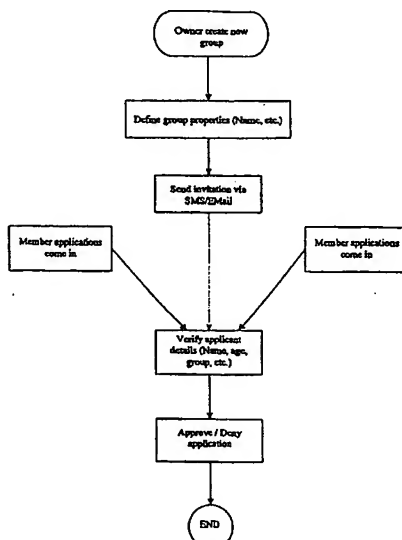 Owner create new
group
Define group properties (Name, etc.)
Send invitation via
SMS/EMail
Member applications
come in
Member applications
come in
Verify applicant
details (Name, age,
group, etc.)
Approve / Deny
application
END